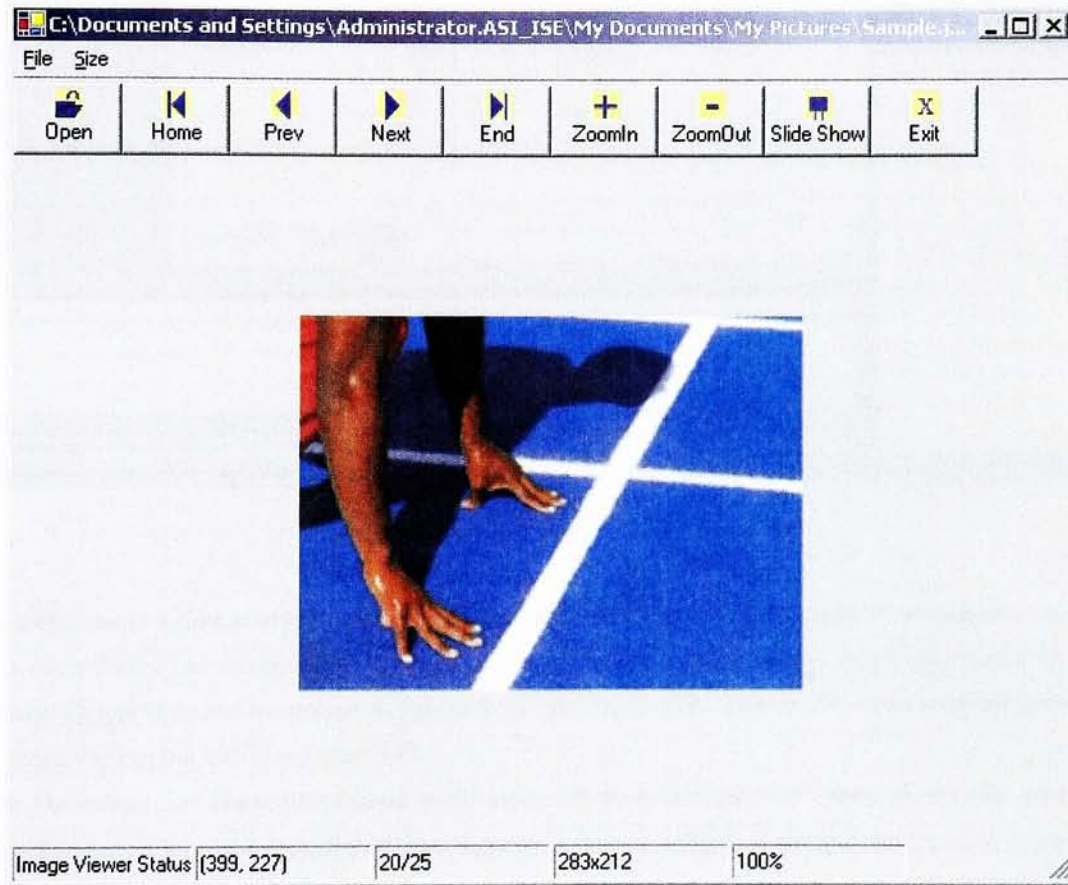 C:\Documents and Settings\Administrator.ASI_ISE\My Documents\My Pictures\Sample.j...
File Size
Open Home Prev Next End ZoomIn ZoomOut Slide Show Exit
Image Viewer Status (399, 227) 20/25 283x212 100%